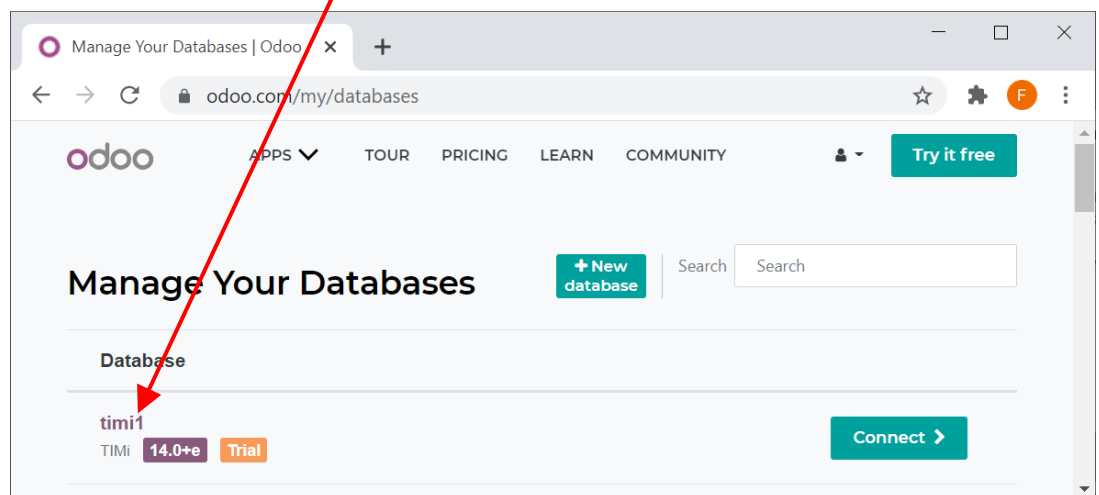 Manage Your Databases | Odoo
odoo.com/my/databases
F
odoo
APPS TOUR PRICING LEARN COMMUNITY
Try it free
Manage Your Databases
+ New
database
Search Search
Database
timi1
Connect
TIMi 14.0+e Trial